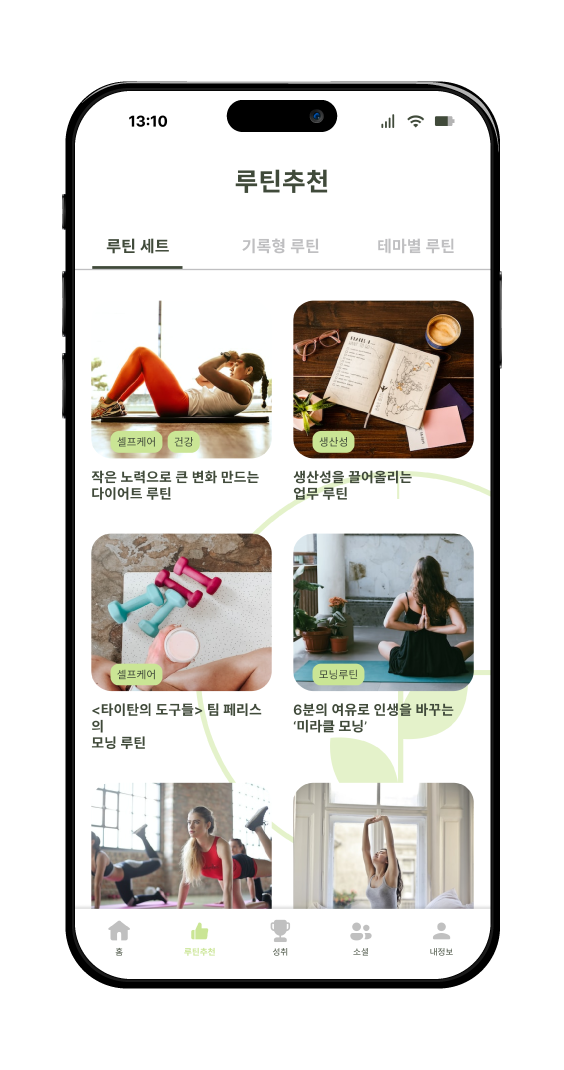 13:10
루틴추천
루틴 세트
기록형 루틴
테마별 루틴
셀프케어
건강
생산성
작은 노력으로 큰 변화 만드는
다이어트 루틴
생산성을 끌어올리는
업무 루틴
셀프케어
모닝루틴
<타이탄의 도구들> 팀 페리스
의
모닝 루틴
6분의 여유로 인생을 바꾸는
‘미라클 모닝’
홈
루틴추천
성취
소셜
내정보